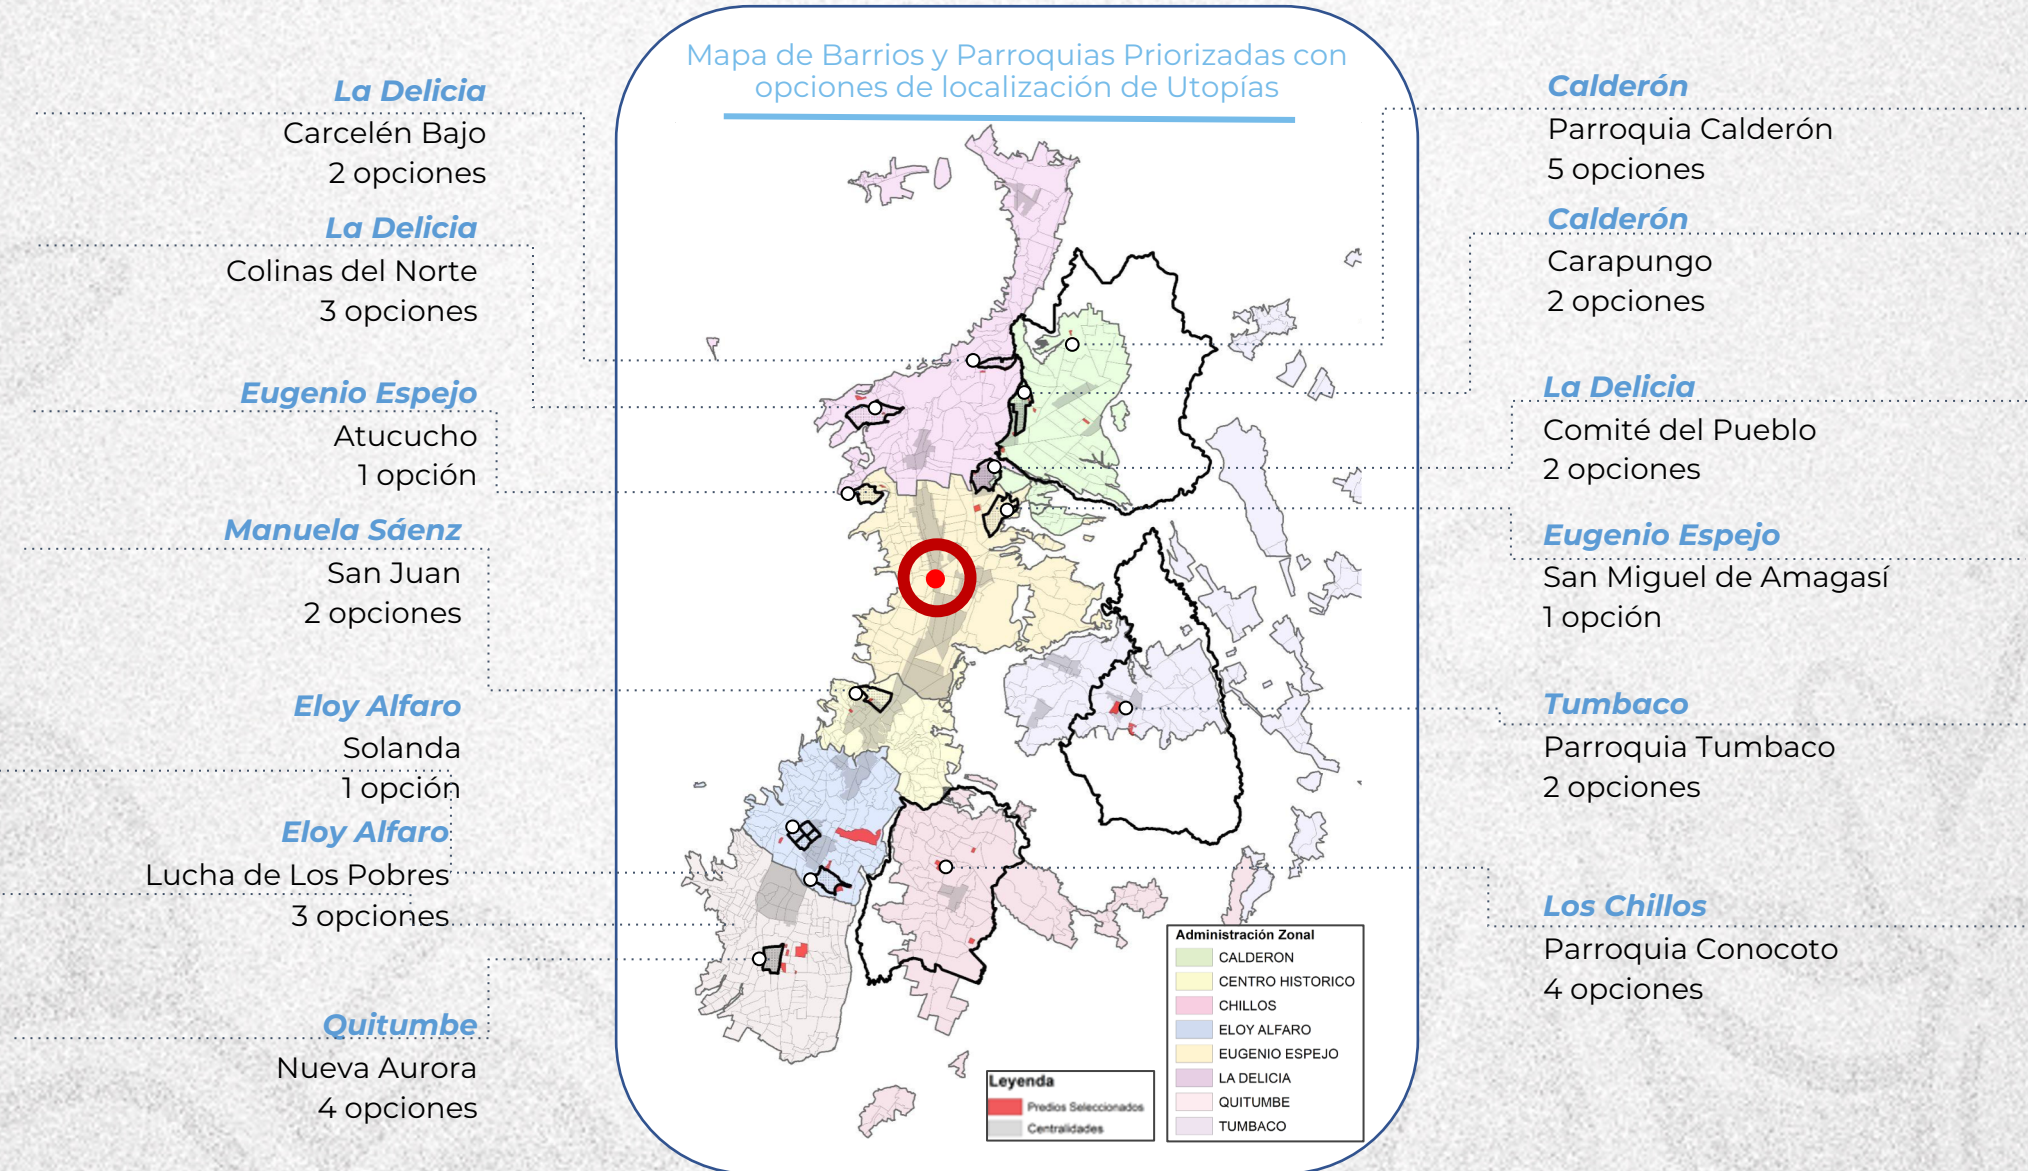 Mapa de Barrios y Parroquias Priorizadas con
opciones de localización de Utopías
La Delicia
Carcelén Bajo
2 opciones
La Delicia
Colinas del Norte
3 opciones
Eugenio Espejo
Atucucho
1 opción
Manuela Sáenz
San Juan
2 opciones
Eloy Alfaro
Solanda
1 opción
Eloy Alfaro
Lucha de Los Pobres
3 opciones
Quitumbe
Nueva Aurora
4 opciones
Calderón
Parroquia Calderón
5 opciones
Calderón
Carapungo
2 opciones
La Delicia
Comité del Pueblo
2 opciones
Eugenio Espejo
San Miguel de Amagasí
1 opción
Tumbaco
Parroquia Tumbaco
2 opciones
Los Chillos
Parroquia Conocoto
4 opciones
Leyenda
Predios Seleccionados
Centralidades
Administración Zonal
CALDERON
CENTRO HISTORICO
CHILLOS
ELOY ALFARO
EUGENIO ESPEJO
LA DELICIA
QUITUMBE
TUMBACO